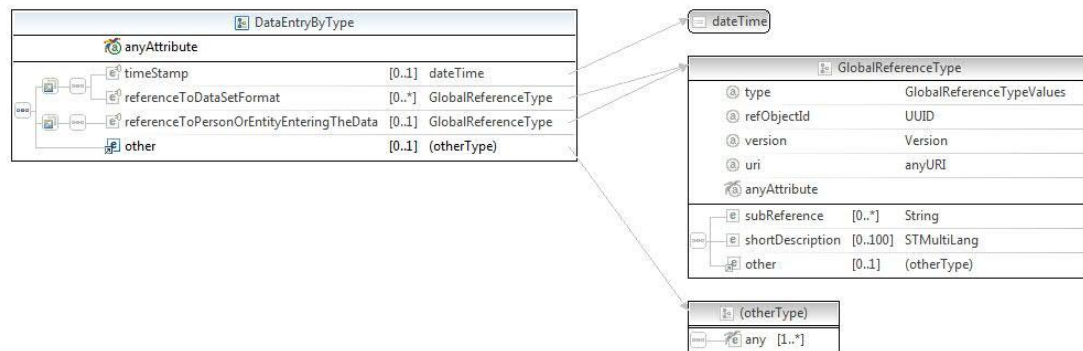 DataEntryByType
anyAttribute
timeStamp [0..1] dateTime
referenceToDataSetFormat [0..*] GlobalReferenceType
referenceToPersonOrEntityEnteringTheData [0..1] GlobalReferenceType
other [0..1] (otherType)
dateTime
GlobalReferenceType
type GlobalReferenceTypeValues
refObjectId UUID
version Version
uri anyURI
anyAttribute
subReference [0..*] String
shortDescription [0..100] STMultiLang
other [0..1] (otherType)
(otherType)
any [1..*]